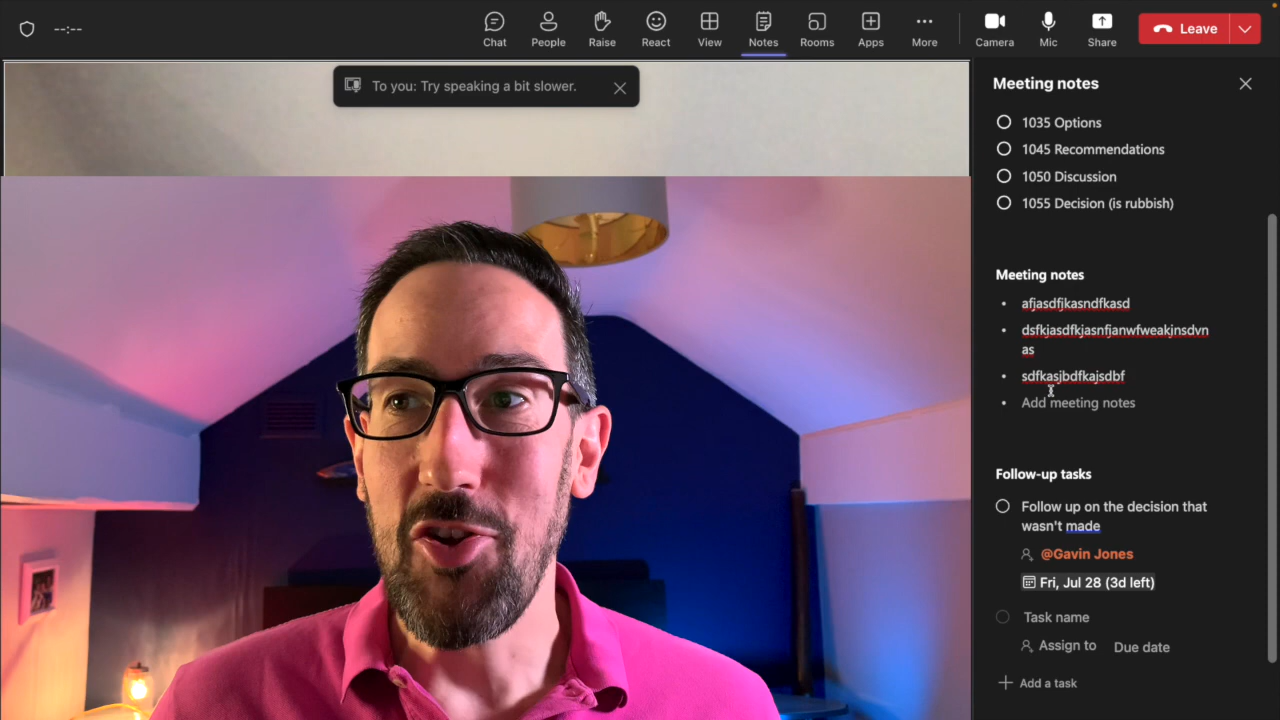 --:--
Chat
People
Raise
React
View
Notes
Rooms
Apps
More
Camera
Mic
Share
Leave
To you: Try speaking a bit slower.
Meeting notes
1035 Options
1045 Recommendations
1050 Discussion
1055 Decision (is rubbish)
Meeting notes
afjasdfjkasndfkasd
dsfkjasdfkjasnfjanwfweakjnsdvn
as
sdfkasjbdfkajsdbf
Add meeting notes
Follow-up tasks
Follow up on the decision that
wasn't made
@Gavin Jones
Fri, Jul 28 (3d left)
Task name
Assign to Due date
Add a task